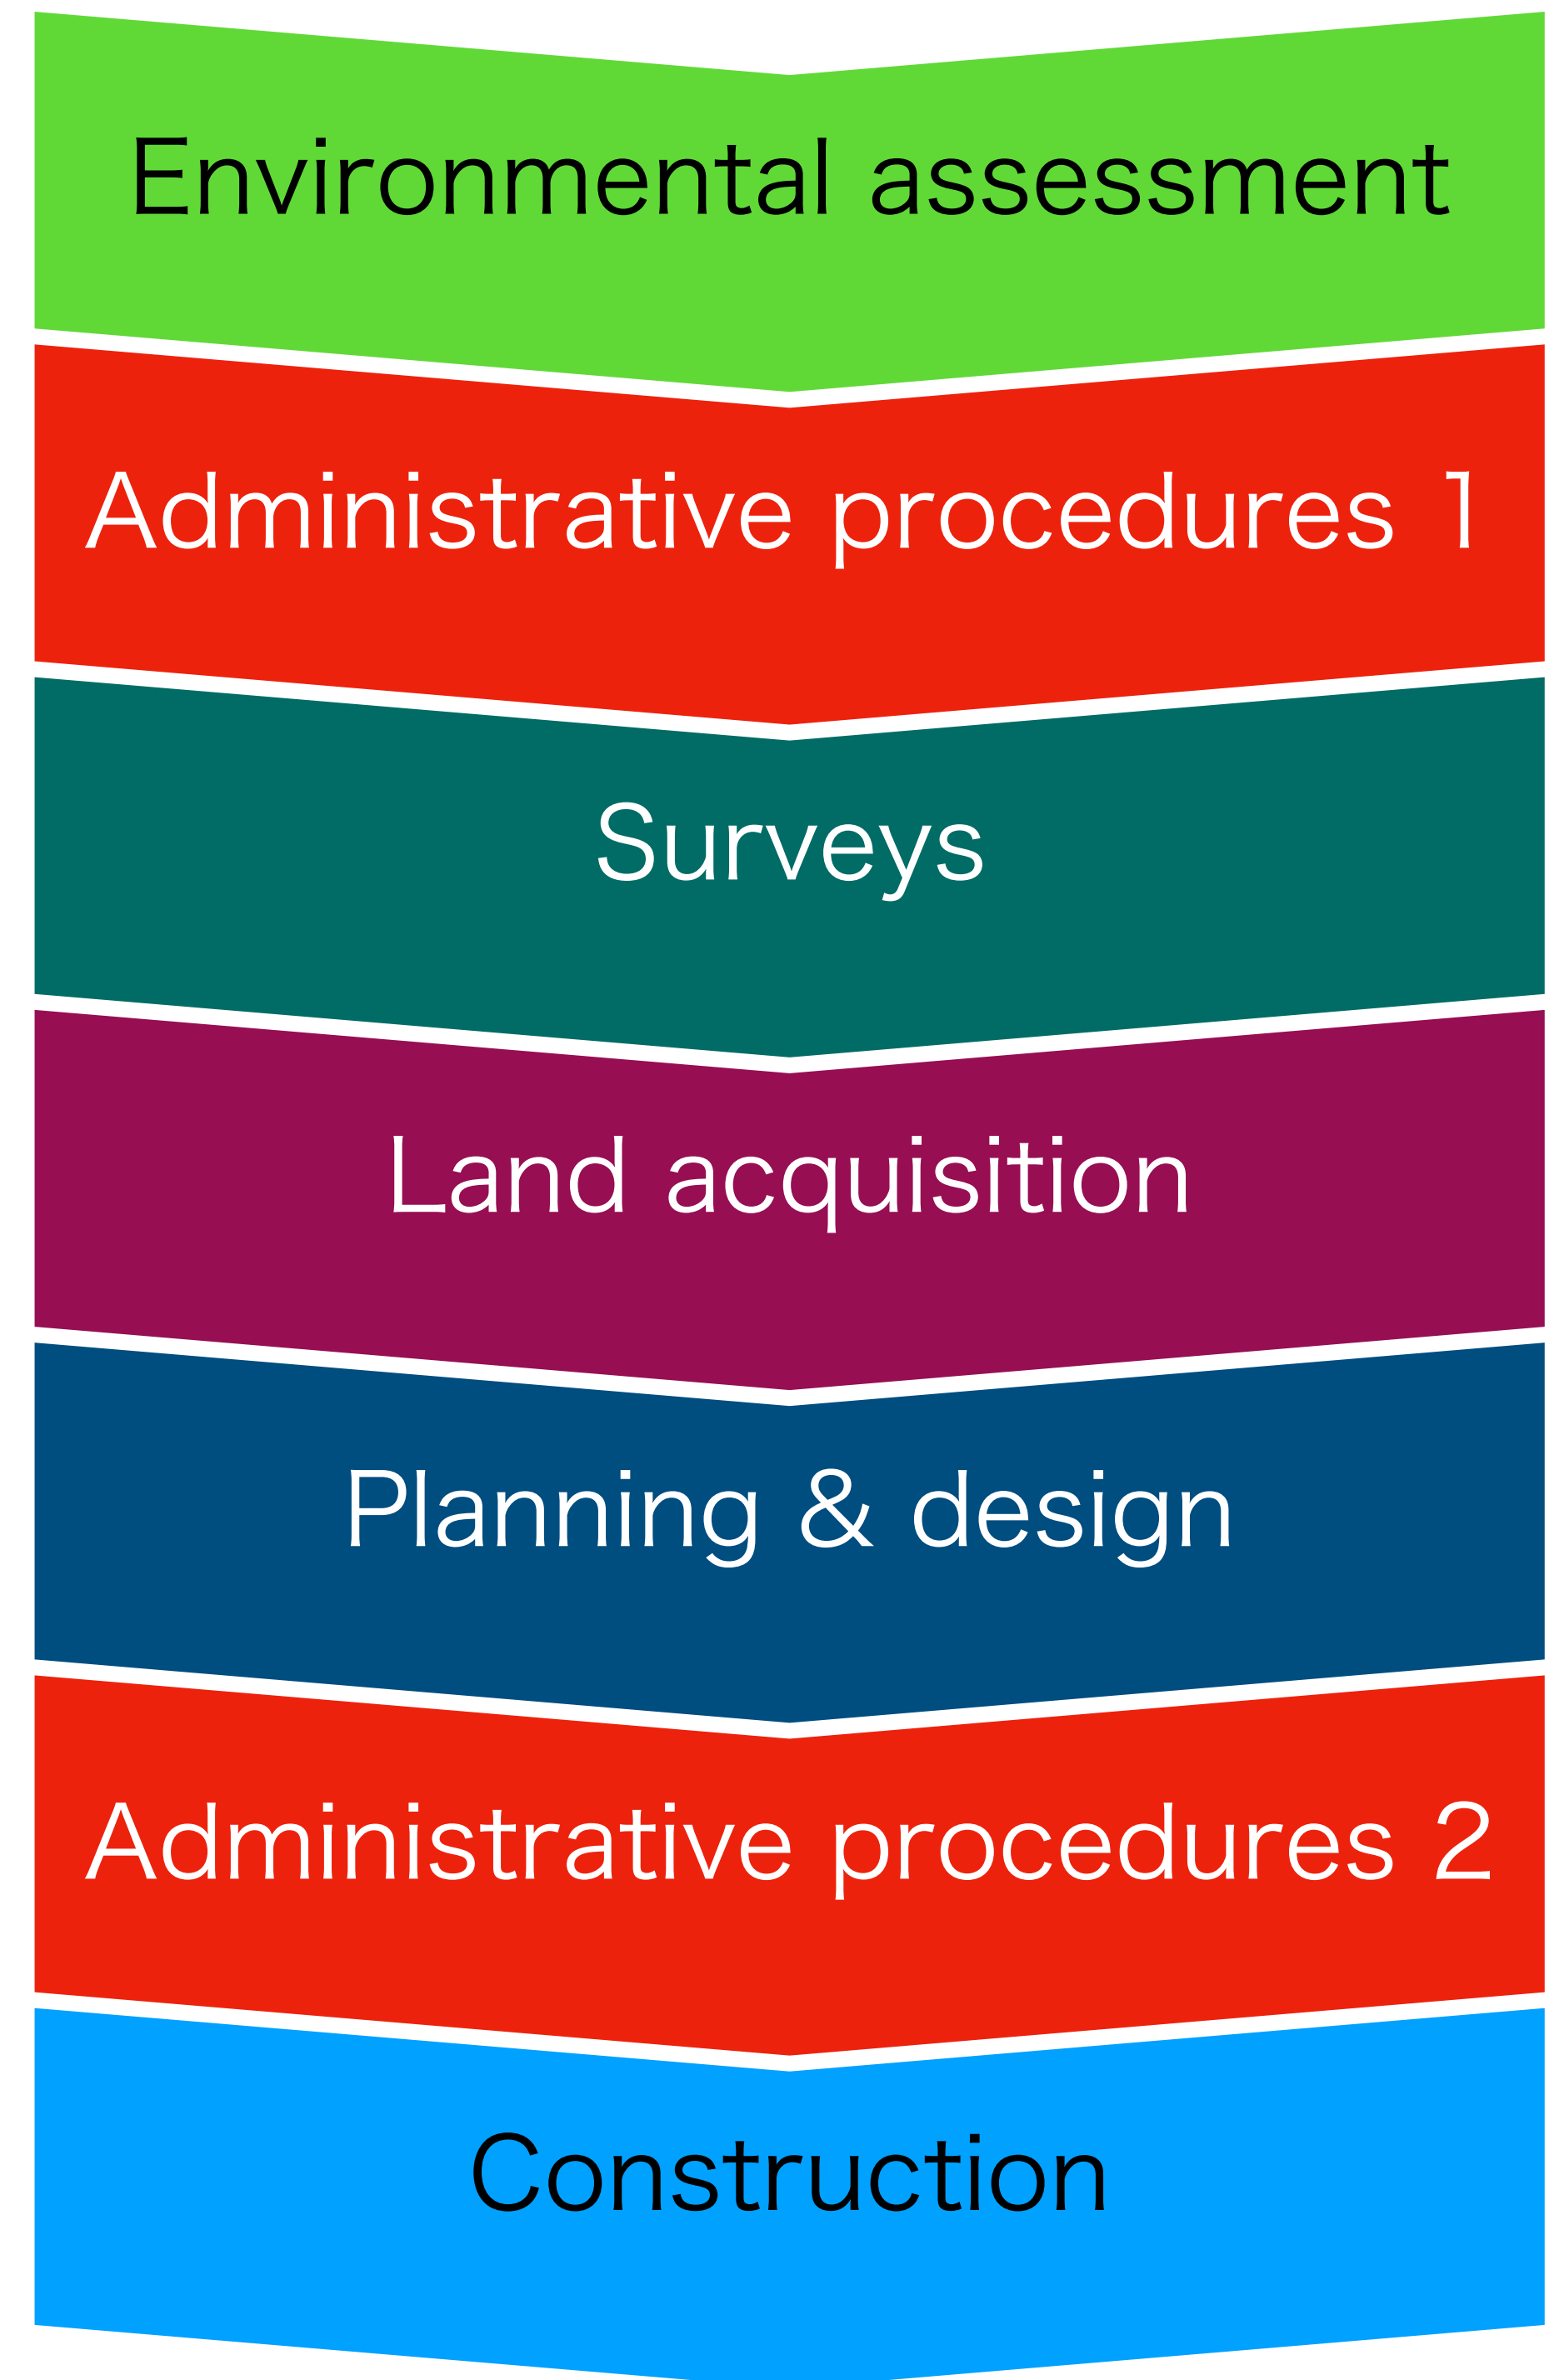 Environmental assessment
Administrative procedures 1
Surveys
Land acquisition
Planning & design
Administrative procedures 2
Construction